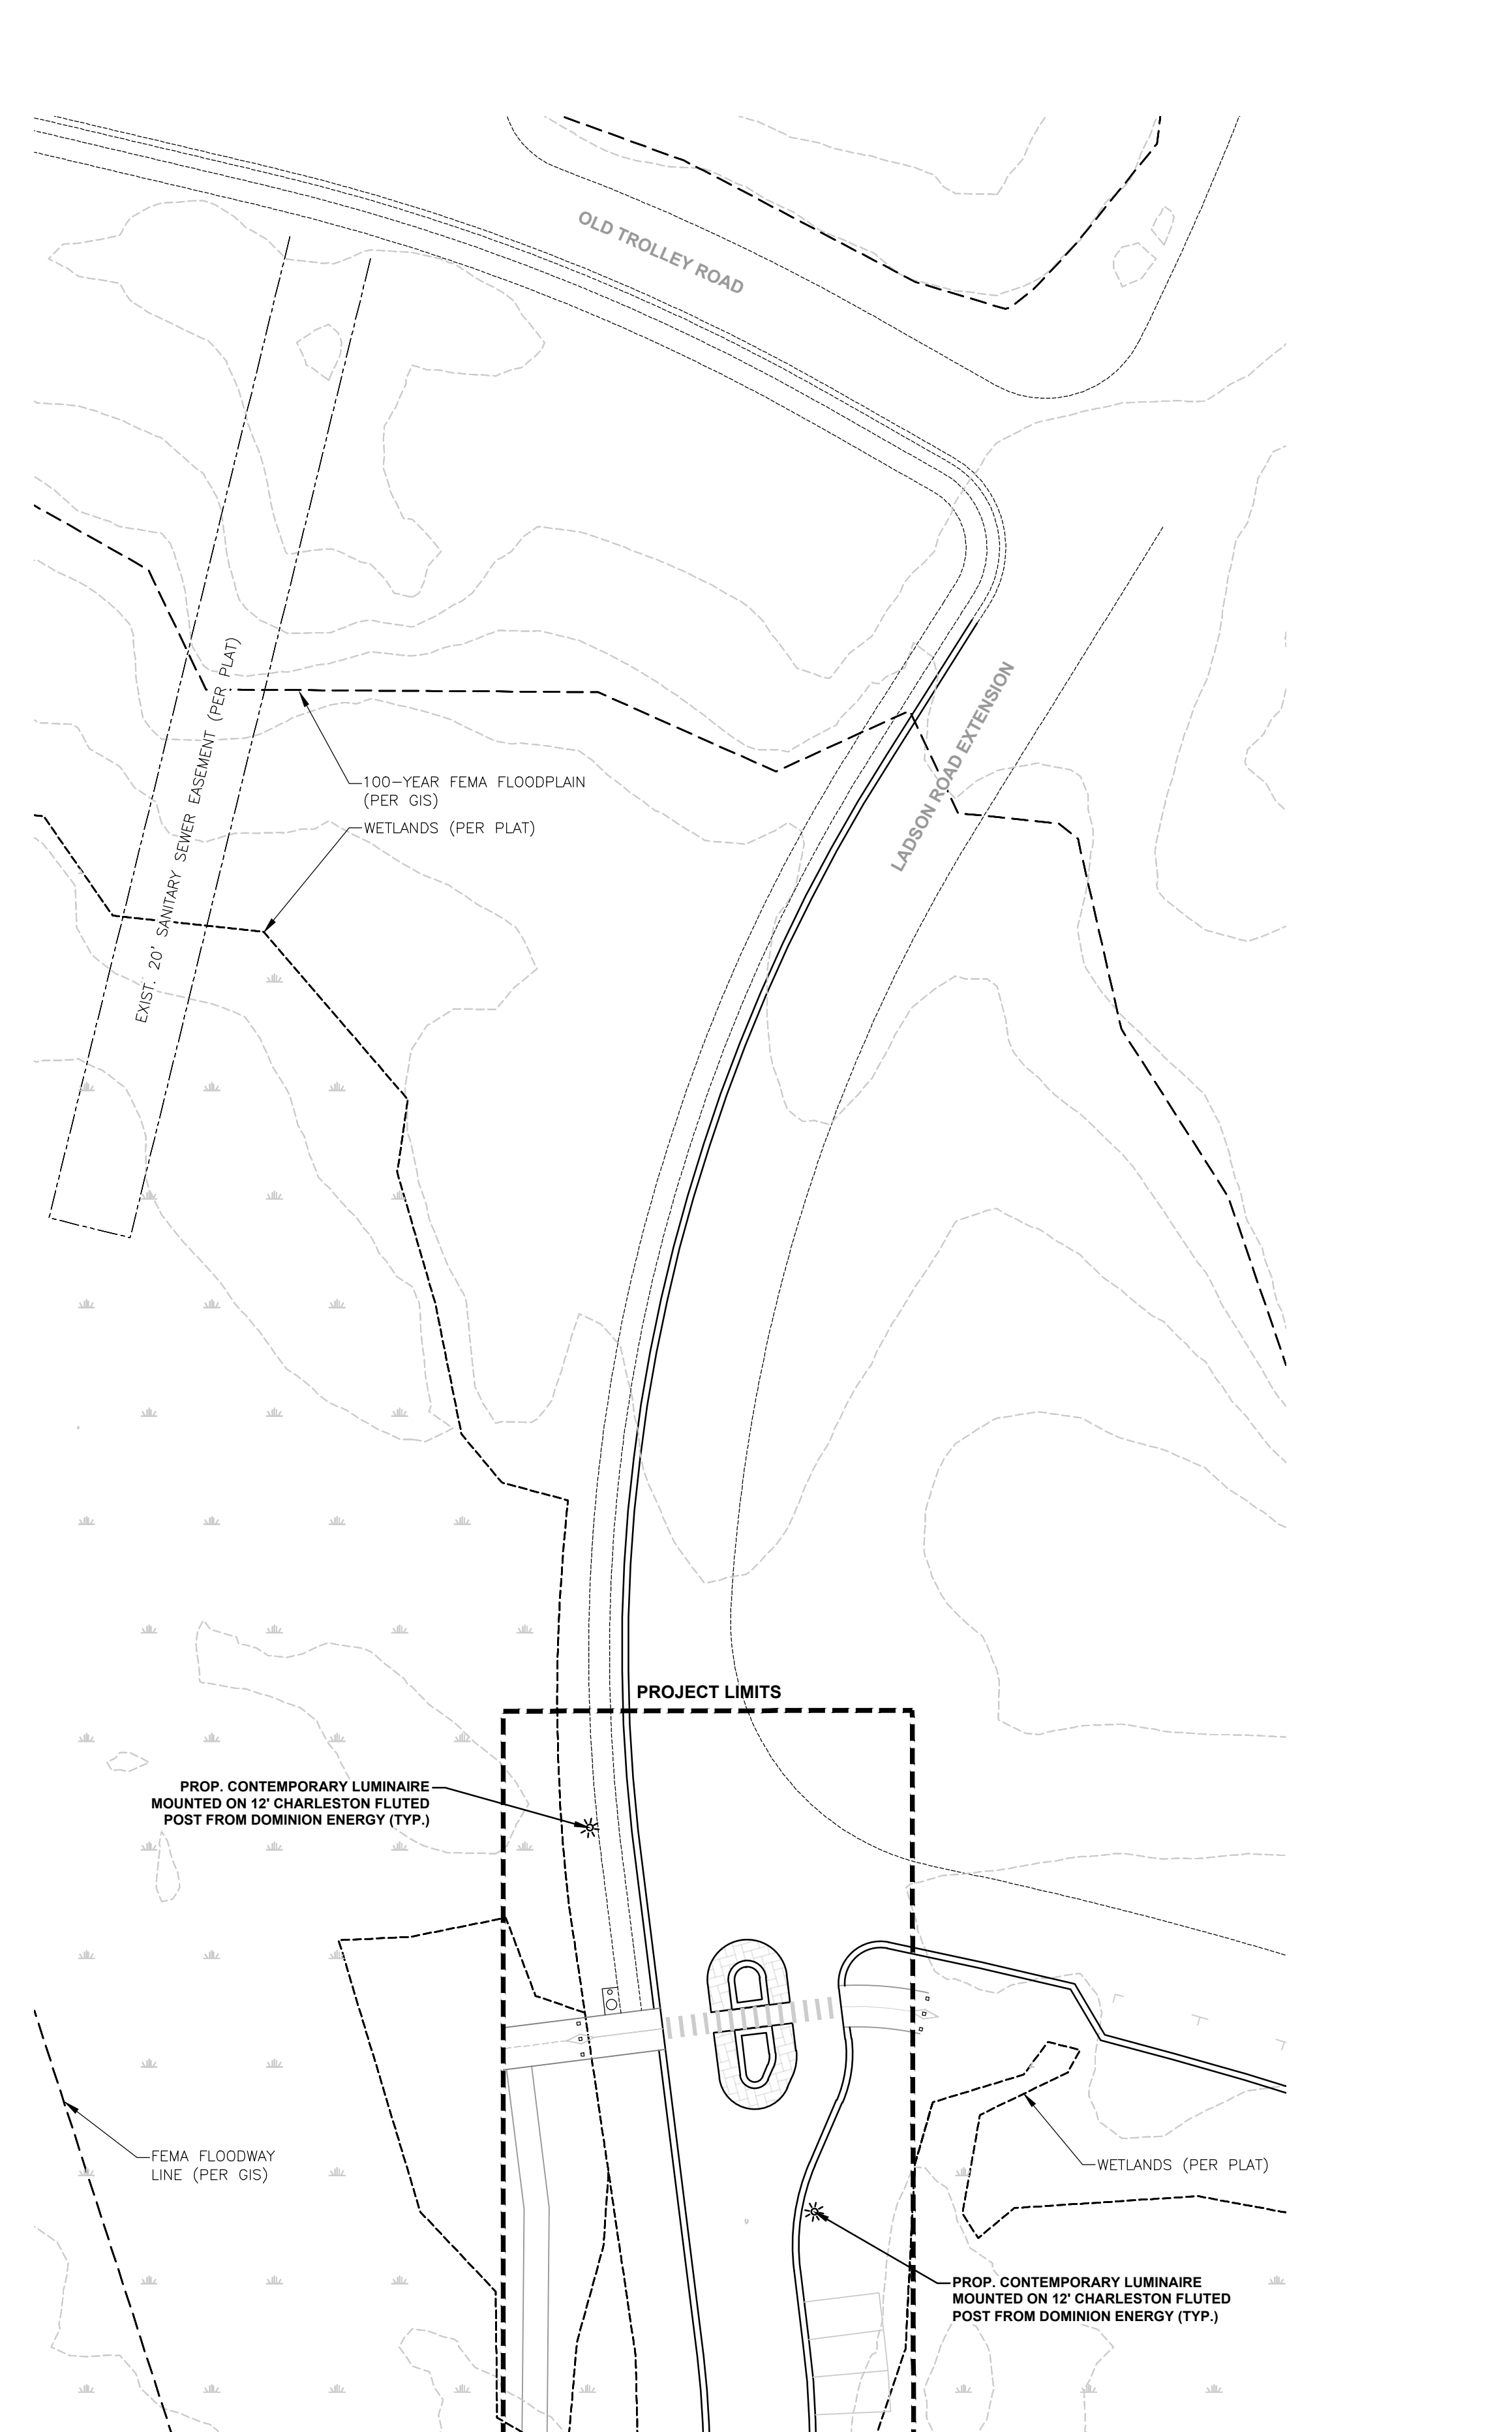 OLD TROLLEY ROAD
LADSON ROAD EXTENSION
EXIST. 20' SANITARY SEWER EASEMENT (PER PLAT)
100-YEAR FEMA FLOODPLAIN
(PER GIS)
WETLANDS (PER PLAT)
PROJECT LIMITS
PROP. CONTEMPORARY LUMINAIRE
MOUNTED ON 12' CHARLESTON FLUTED
POST FROM DOMINION ENERGY (TYP.)
FEMA FLOODWAY
LINE (PER GIS)
WETLANDS (PER PLAT)
PROP. CONTEMPORARY LUMINAIRE
MOUNTED ON 12' CHARLESTON FLUTED
POST FROM DOMINION ENERGY (TYP.)